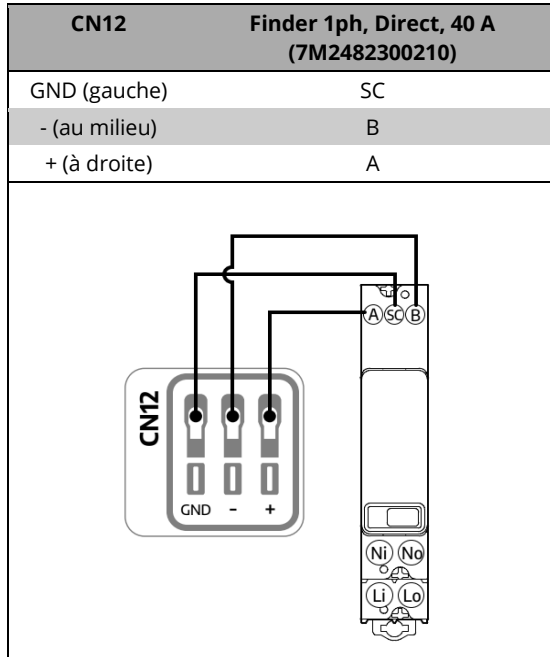 CN12 Finder 1ph, Direct, 40 A
(7M2482300210)
GND (gauche) SC
- (au milieu) B
+ (à droite) A
A SC B
CN12
GND - +
Ni No
Li Lo